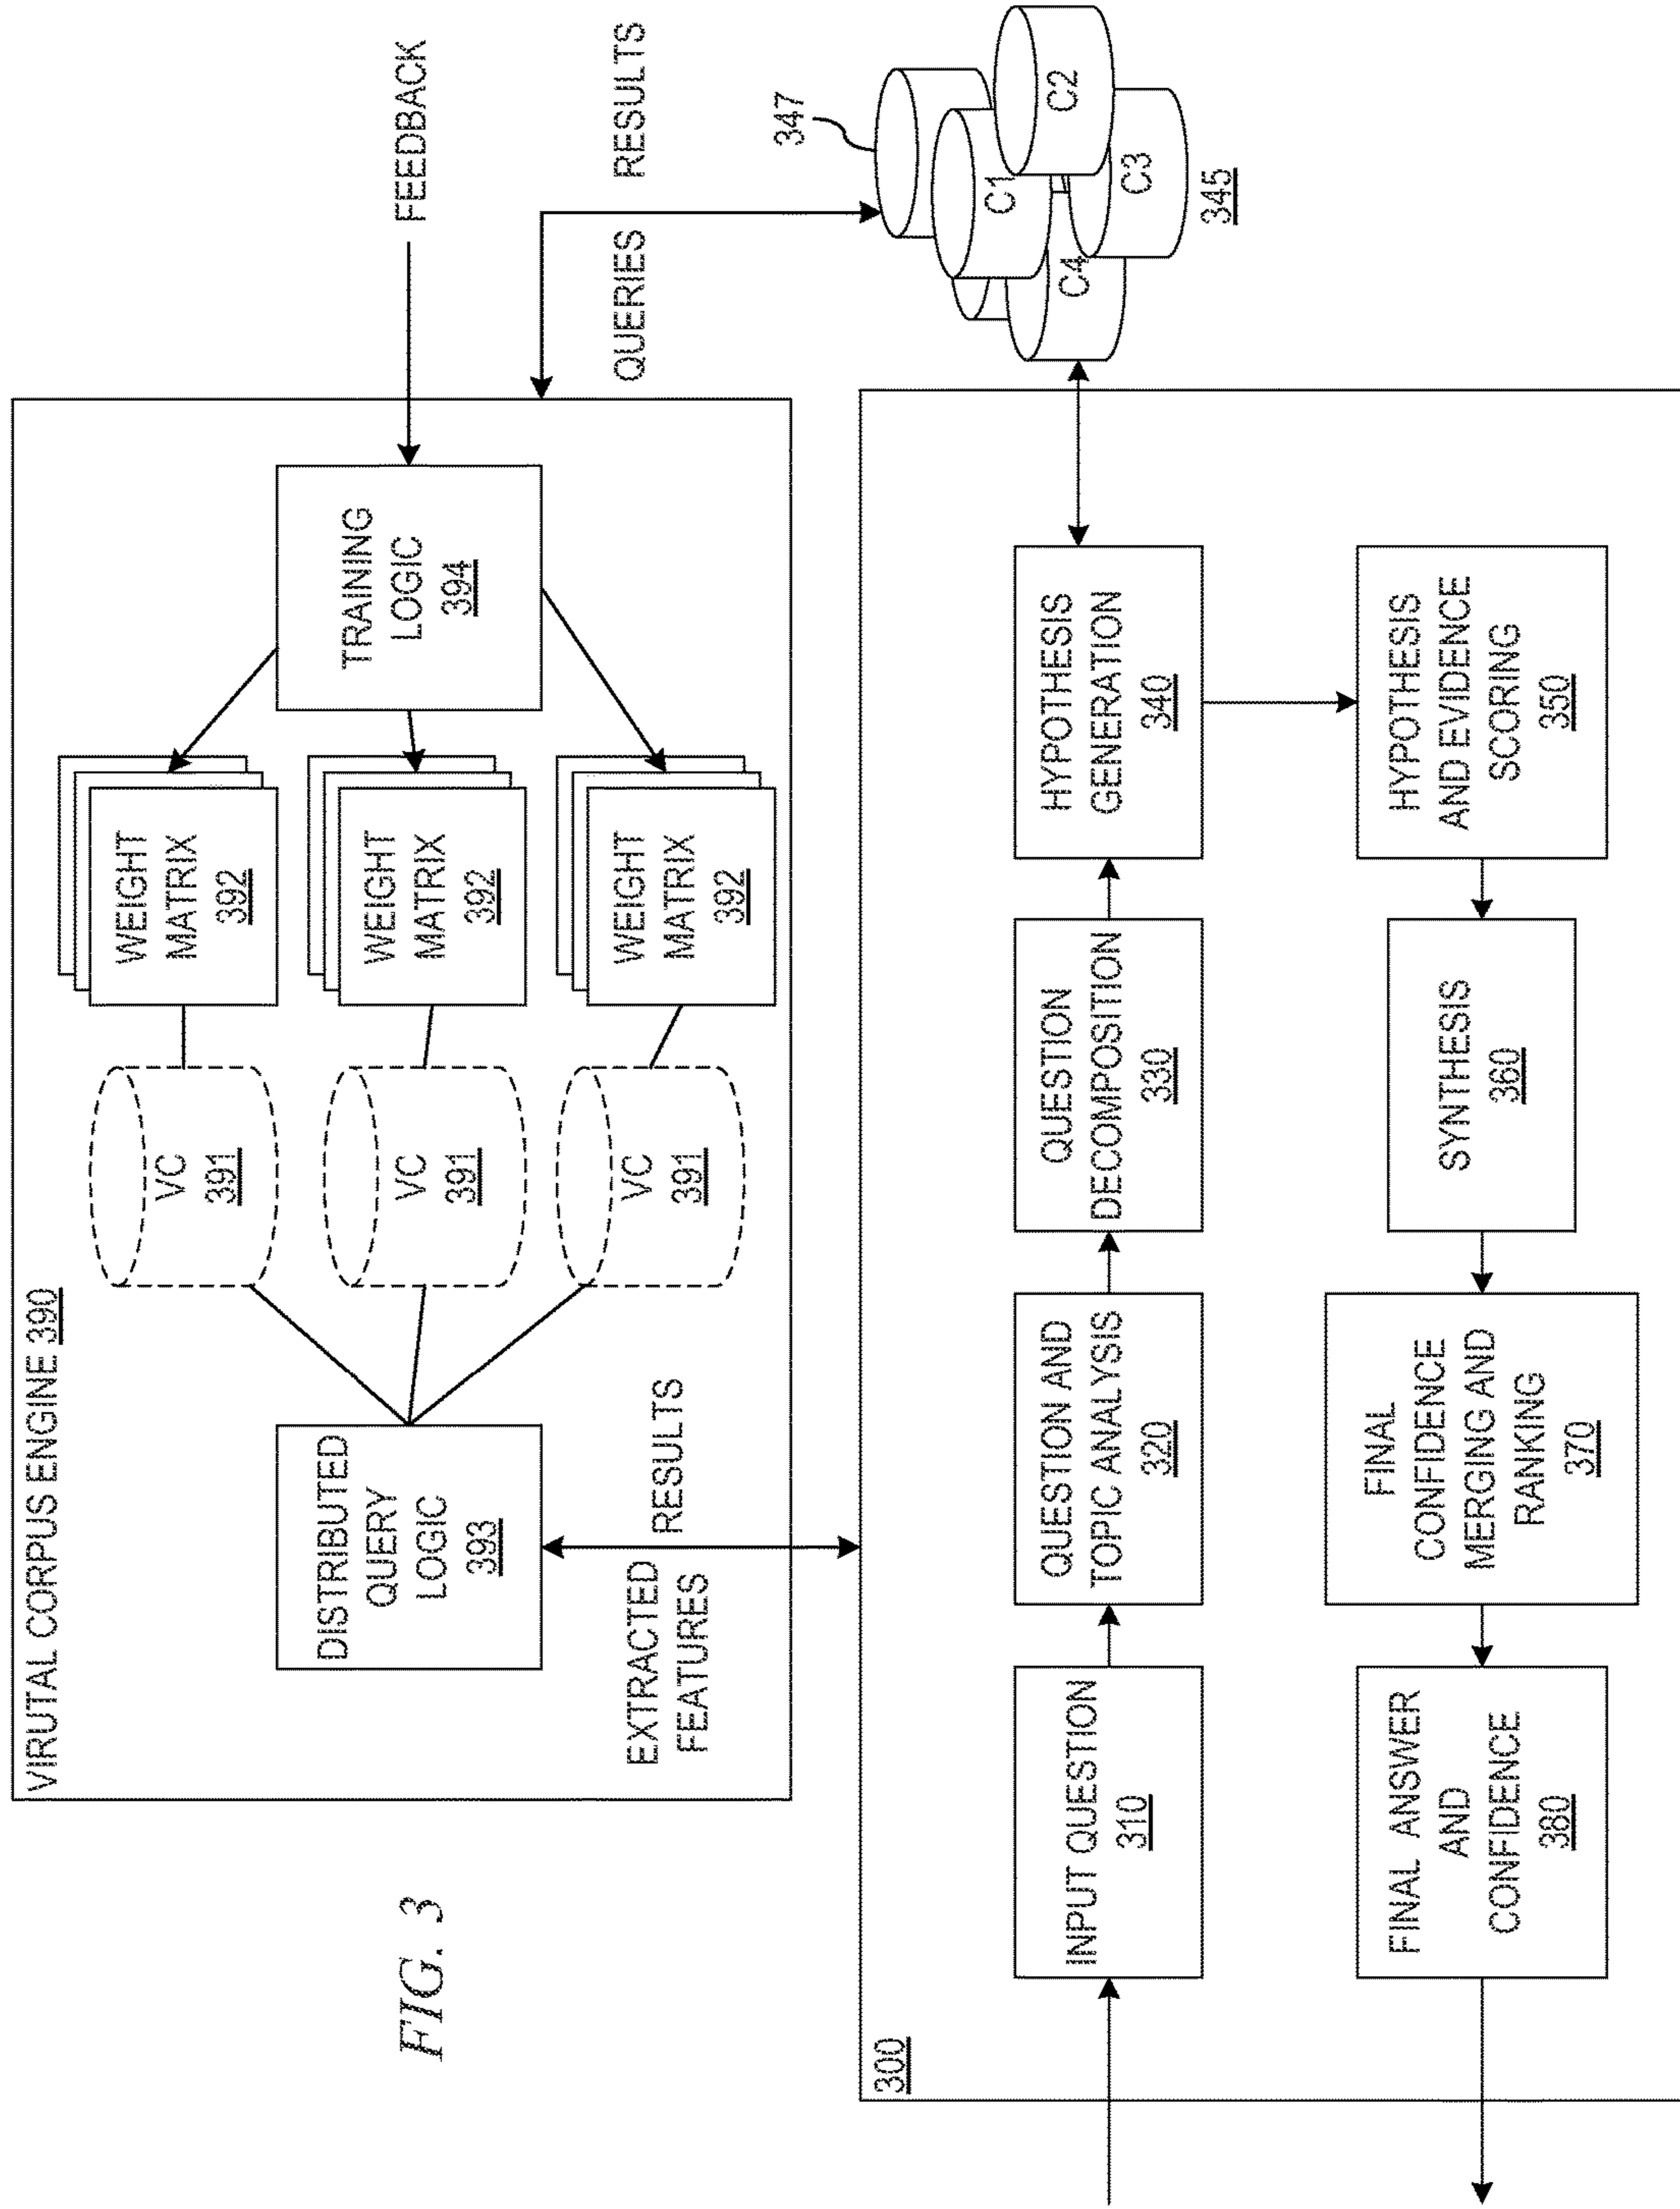 VIRUTAL CORPUS ENGINE 390
DISTRIBUTED
QUERY
LOGIC
393
VC
391
VC
391
VC
391
WEIGHT
MATRIX
392
WEIGHT
MATRIX
392
WEIGHT
MATRIX
392
TRAINING
LOGIC
394
FEEDBACK
EXTRACTED
FEATURES
RESULTS
QUERIES
RESULTS
FIG. 3
300
INPUT QUESTION
310
QUESTION AND
TOPIC ANALYSIS
320
QUESTION
DECOMPOSITION
330
HYPOTHESIS
GENERATION
340
347
C1
C2
C3
C4
345
HYPOTHESIS
AND EVIDENCE
SCORING
350
SYNTHESIS
360
FINAL
CONFIDENCE
MERGING AND
RANKING
370
FINAL ANSWER
AND
CONFIDENCE
380